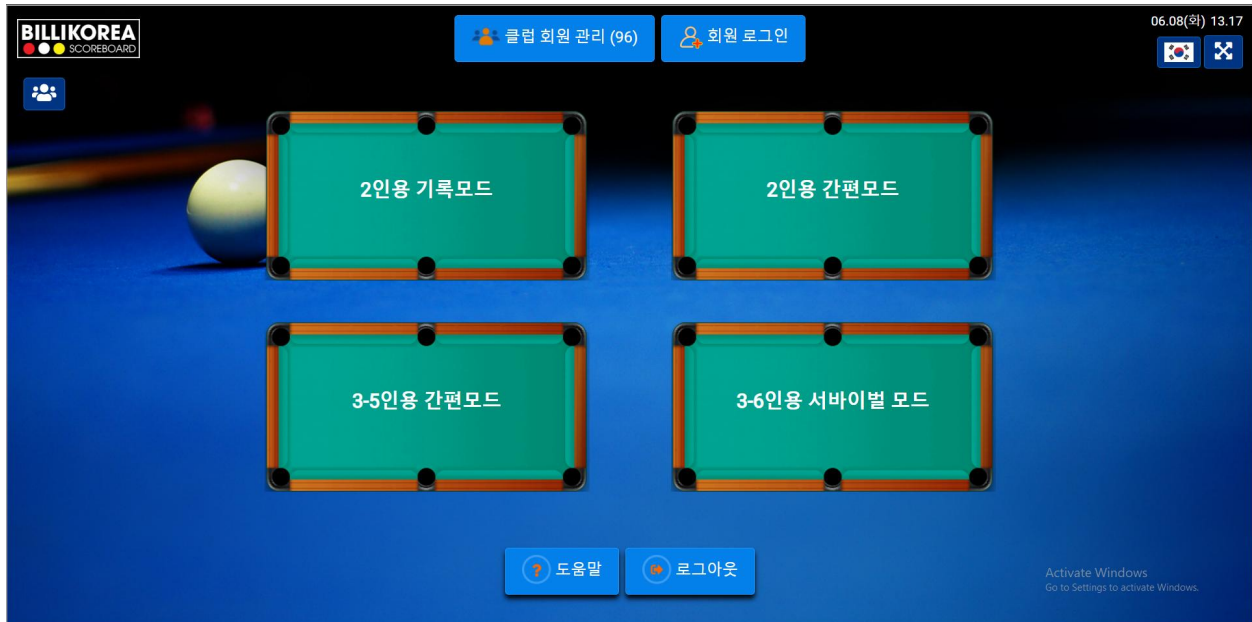 BILLIKOREA
SCOREBOARD
클럽 회원 관리 (96)
회원 로그인
06.08(화) 13.17
2인용 기록모드
2인용 간편모드
3-5인용 간편모드
3-6인용 서바이벌 모드
? 도움말
로그아웃
Activate Windows
Go to Settings to activate Windows.